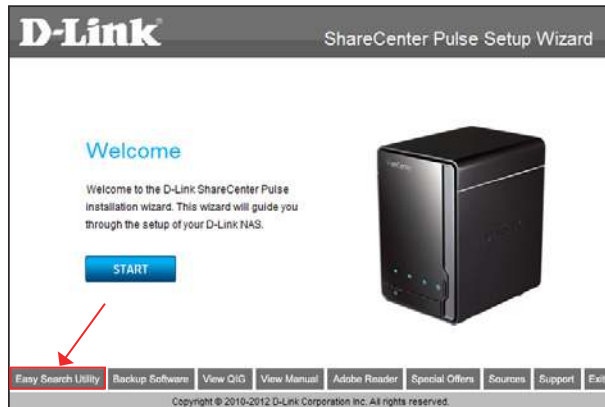 D-Link
ShareCenter Pulse Setup Wizard
Welcome
Welcome to the D-Link ShareCenter Pulse
installation wizard. This wizard will guide you
through the setup of your D-Link NAS.
START
Easy Search Utility Backup Software View QIG View Manual Adobe Reader Special Offers Sources Support Exit
Copyright © 2010-2012 D-Link Corporation Inc. All rights reserved.